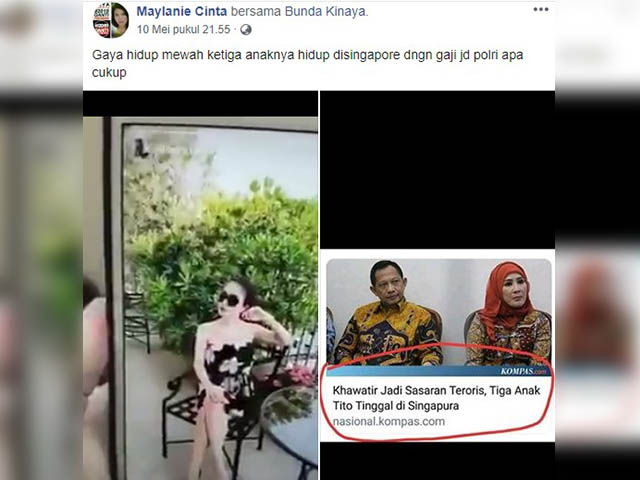 Maylanie Cinta bersama Bunda Kinaya.
10 Mei pukul 21.55
Gaya hidup mewah ketiga anaknya hidup disingapore dngn gaji jd polri apa
cukup
KOMPAS.com
Khawatir Jadi Sasaran Teroris, Tiga Anak
Tito Tinggal di Singapura
nasional.kompas.com